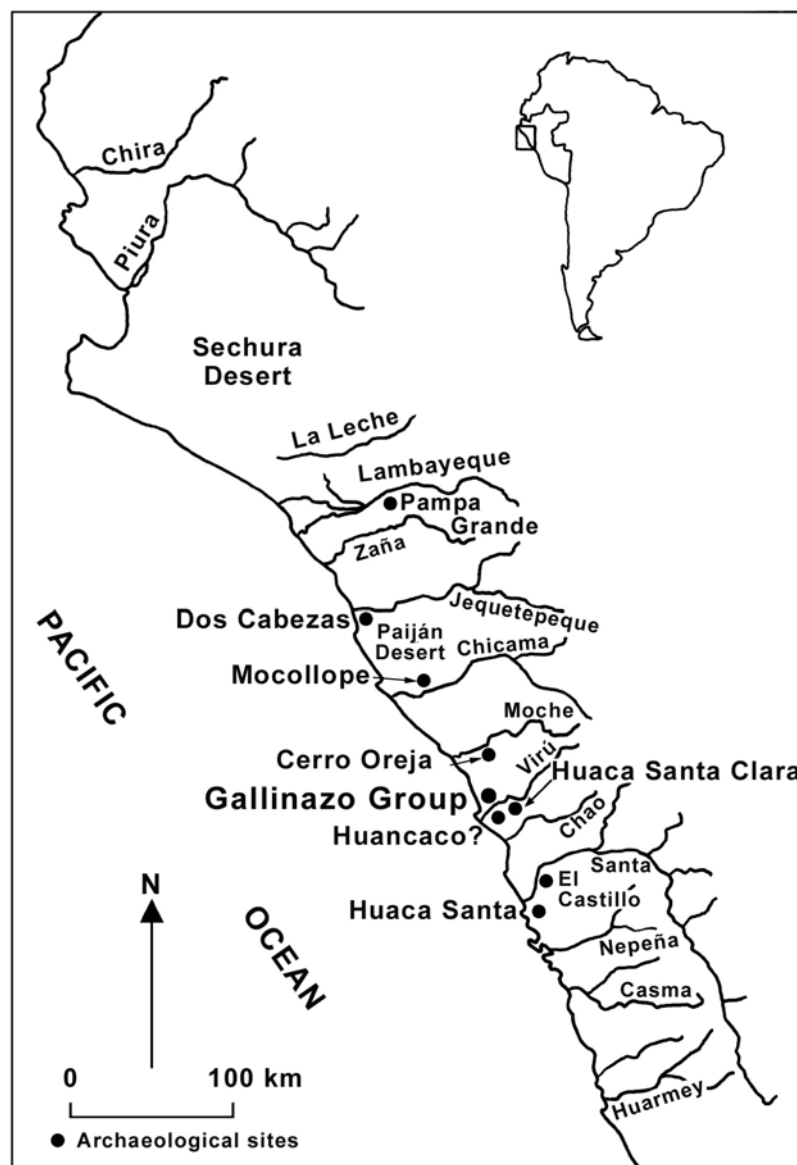 Chira
Piura
Sechura
Desert
La Leche
Lambayeque
Pampa
Grande
Zaña
Jequetepeque
Dos Cabezas
Paiján
Desert
Chicama
PACIFIC
Mocollope
Moche
Cerro Oreja
Virú
Huaca Santa Clara
Gallinazo Group
Chao
Huancaco?
Santa
N
El
Castillo
Huaca Santa
OCEAN
Nepeña
Casma
0 100 km
Huarmey
Archaeological sites